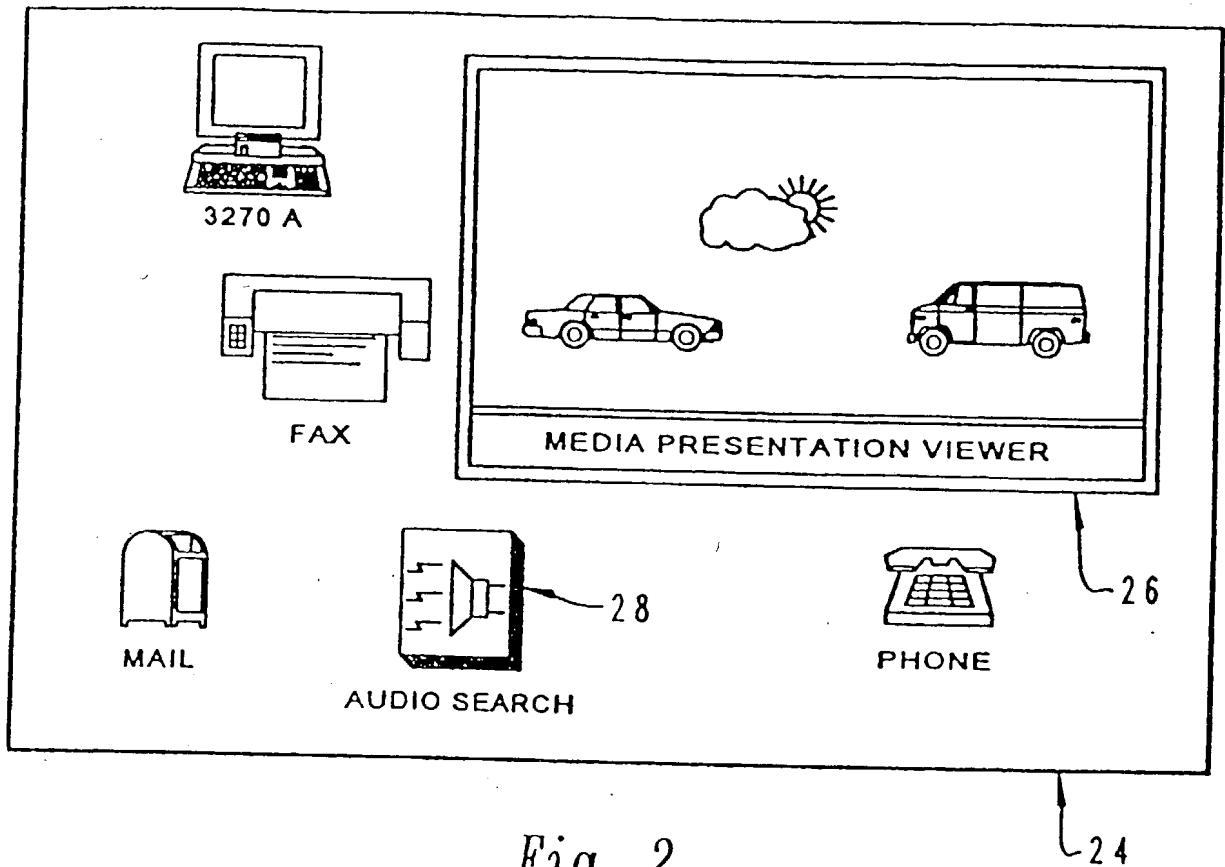 3270 A
FAX
MEDIA PRESENTATION VIEWER
26
28
MAIL
PHONE
AUDIO SEARCH
24
Fig. 2